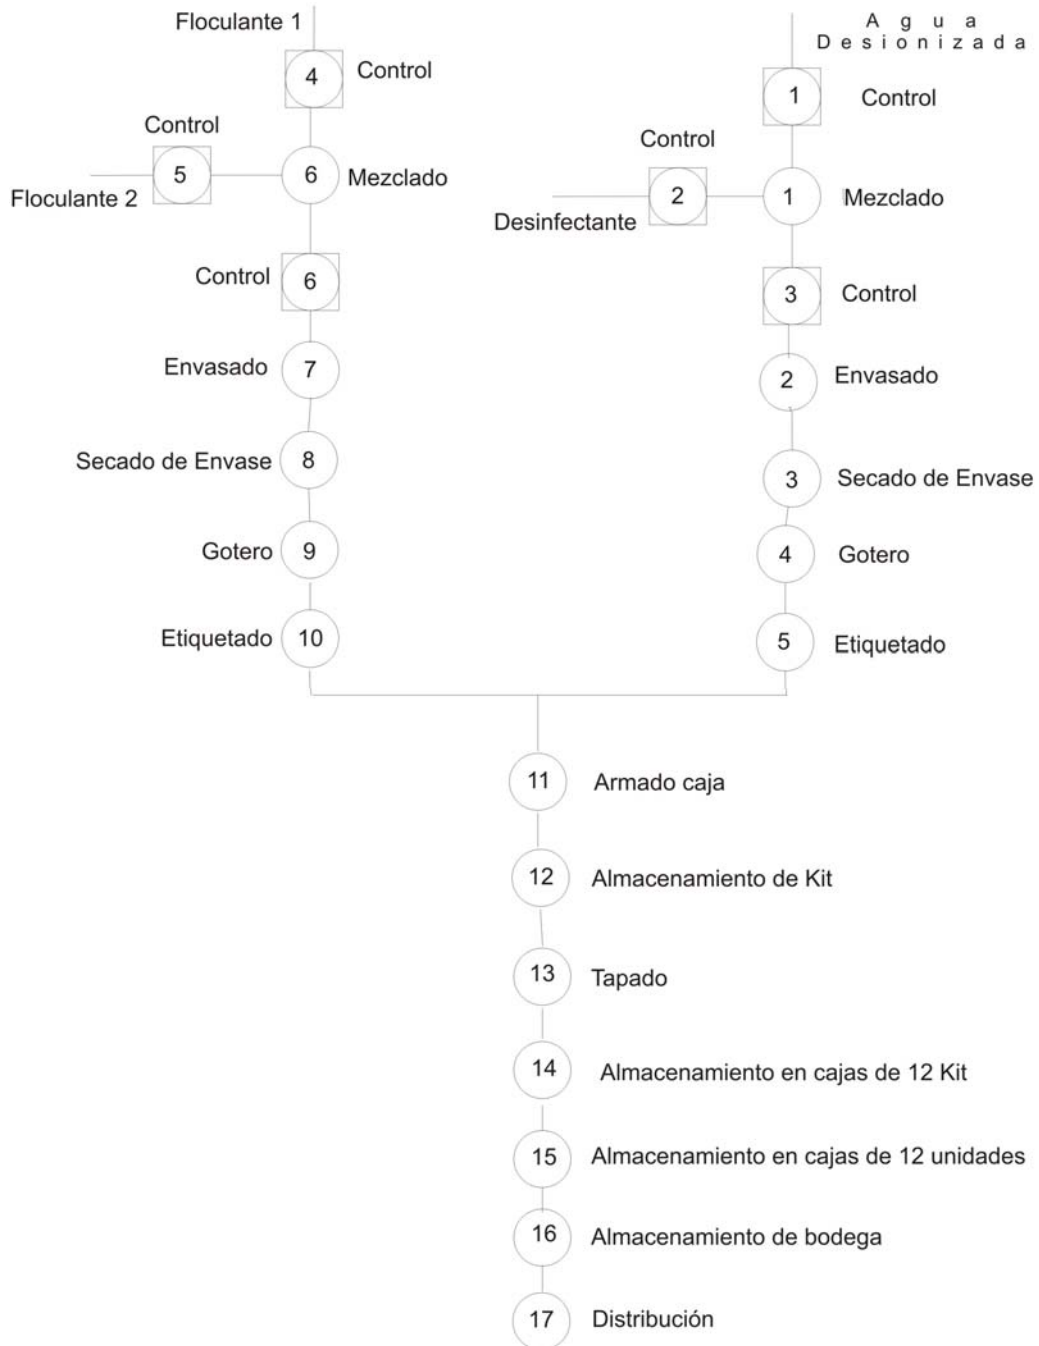 Floculante 1
4
Control
Control
5
Floculante 2
6
Mezclado
Control
6
Envasado
7
Secado de Envase
8
Gotero
9
Etiquetado
10
A g u a
D e s i o n i z a d a
1
Control
Control
2
Desinfectante
1
Mezclado
3
Control
2
Envasado
3
Secado de Envase
4
Gotero
5
Etiquetado
11
Armado caja
12
Almacenamiento de Kit
13
Tapado
14
Almacenamiento en cajas de 12 Kit
15
Almacenamiento en cajas de 12 unidades
16
Almacenamiento de bodega
17
Distribución